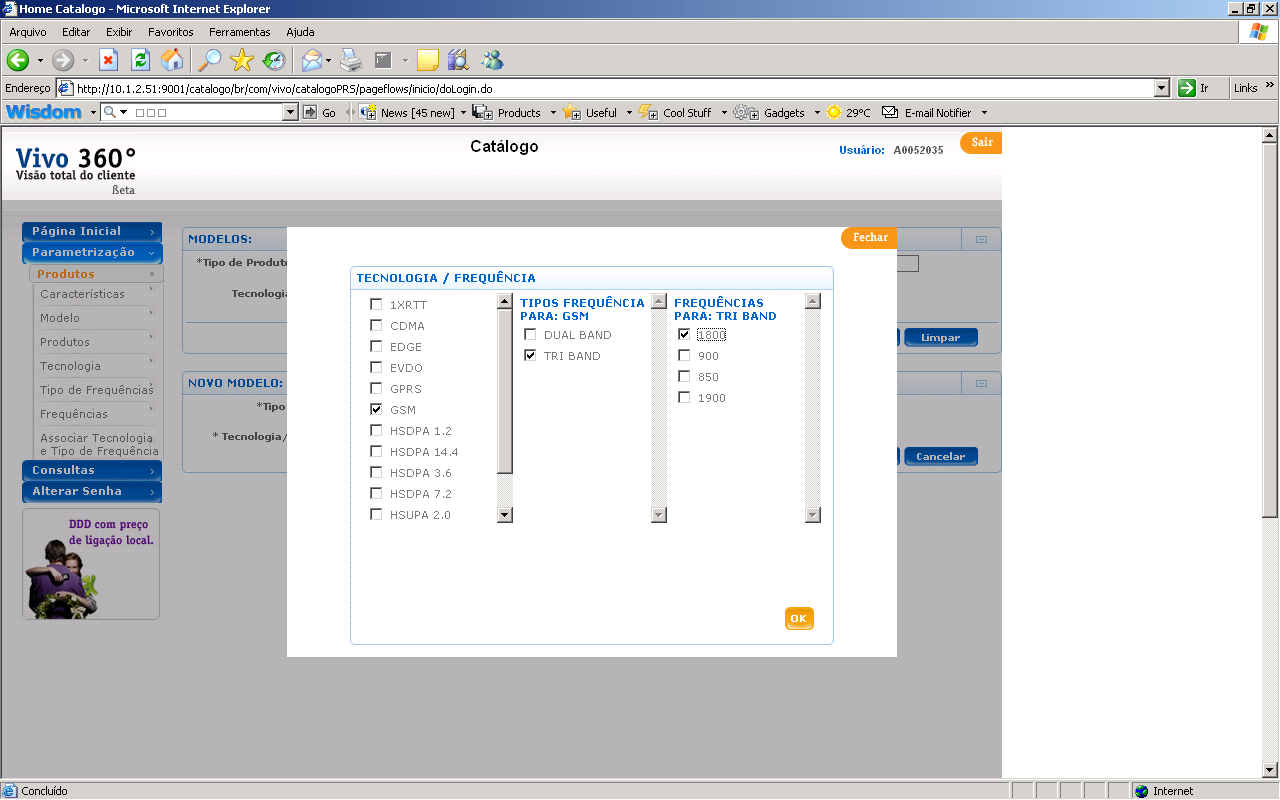 Home Catalogo - Microsoft Internet Explorer
Arquivo Editar Exibir Favoritos Ferramentas Ajuda
Endereço http://10.1.2.51:9001/catalogo/br/com/vivo/catalogoPRS/pageflows/inicio/doLogin.do Ir Links »
Wisdom Go News [45 new] Products Useful Cool Stuff Gadgets 29°C E-mail Notifier
Vivo 360°
Visão total do cliente
Beta
Catálogo
Usuário: A0052035
Sair
Página Inicial
Parametrização
Produtos
Características
Modelo
Produtos
Tecnologia
Tipo de Frequências
Frequências
Associar Tecnologia
e Tipo de Frequência
Consultas
Alterar Senha
DDD com preço
de ligação local.
MODELOS:
*Tipo de Produto
Tecnologia
Limpar
NOVO MODELO:
*Tipo
* Tecnologia/
Cancelar
Fechar
TECNOLOGIA / FREQUÊNCIA
1XRTT
CDMA
EDGE
EVDO
GPRS
GSM
HSDPA 1.2
HSDPA 14.4
HSDPA 3.6
HSDPA 7.2
HSUPA 2.0
TIPOS FREQUÊNCIA
PARA: GSM
DUAL BAND
TRI BAND
FREQUÊNCIAS
PARA: TRI BAND
1800
900
850
1900
OK
Concluído
Internet